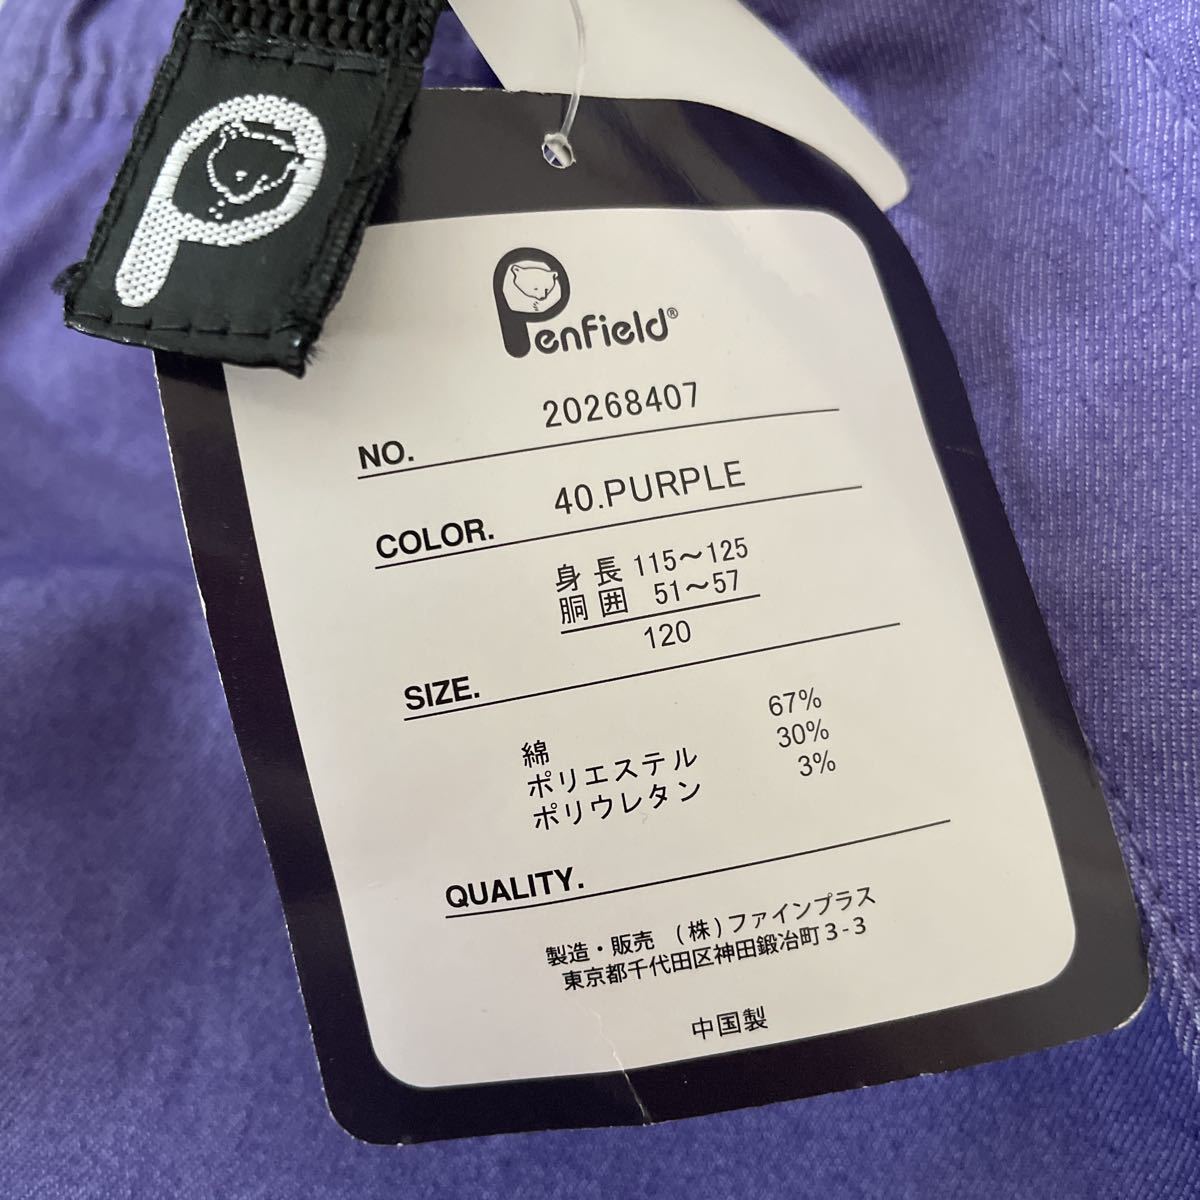 Penfield®
20268407
NO.
40.PURPLE
COLOR.
身長 115～125
胴囲 51～57
120
SIZE.
綿 67%
ポリエステル 30%
ポリウレタン 3%
QUALITY.
製造・販売 (株)ファインプラス
東京都千代田区神田鍛冶町3-3
中国製